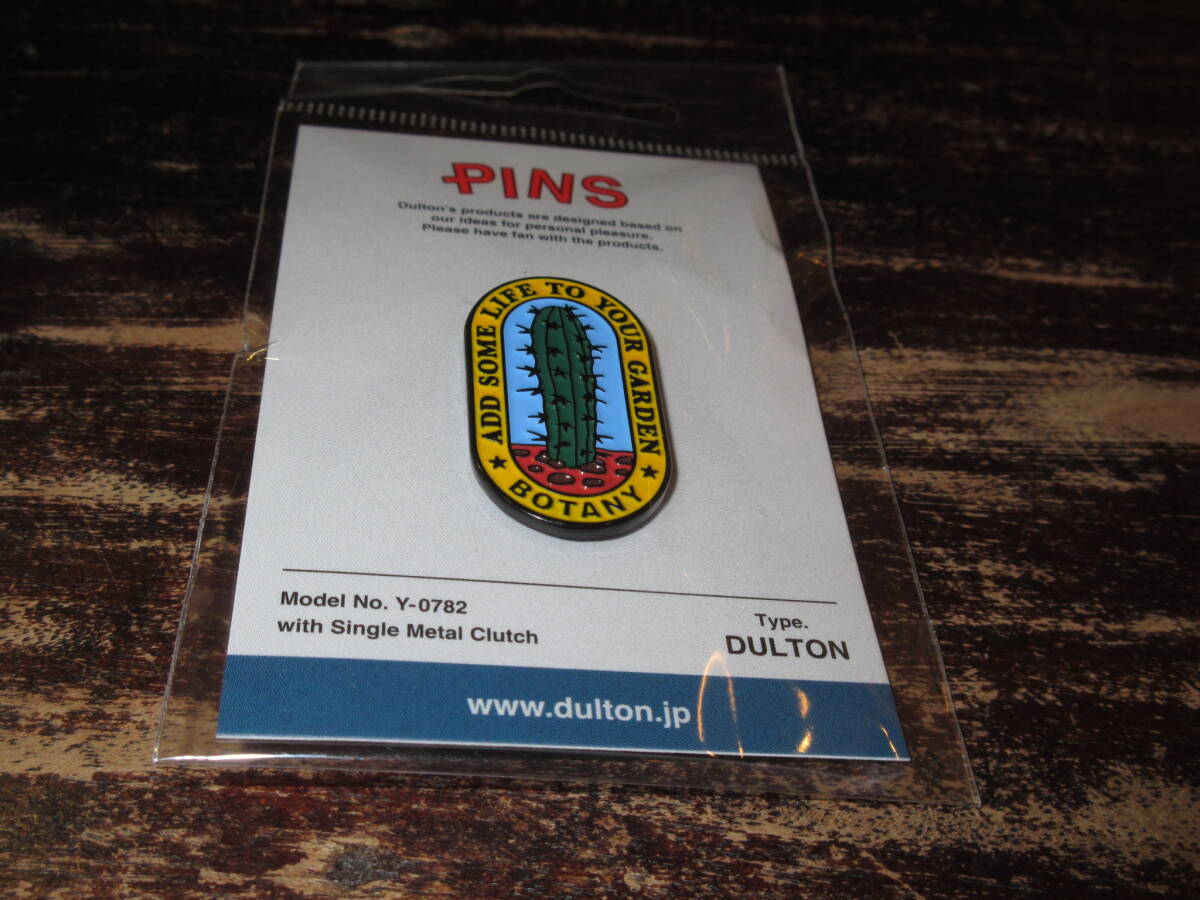 PINS
Dulton's products are designed based on
our ideas for personal pleasure.
Please have fan with the products.
ADD SOME LIFE TO YOUR GARDEN
★ BOTANY ★
Model No. Y-0782
with Single Metal Clutch
Type.
DULTON
www.dulton.jp